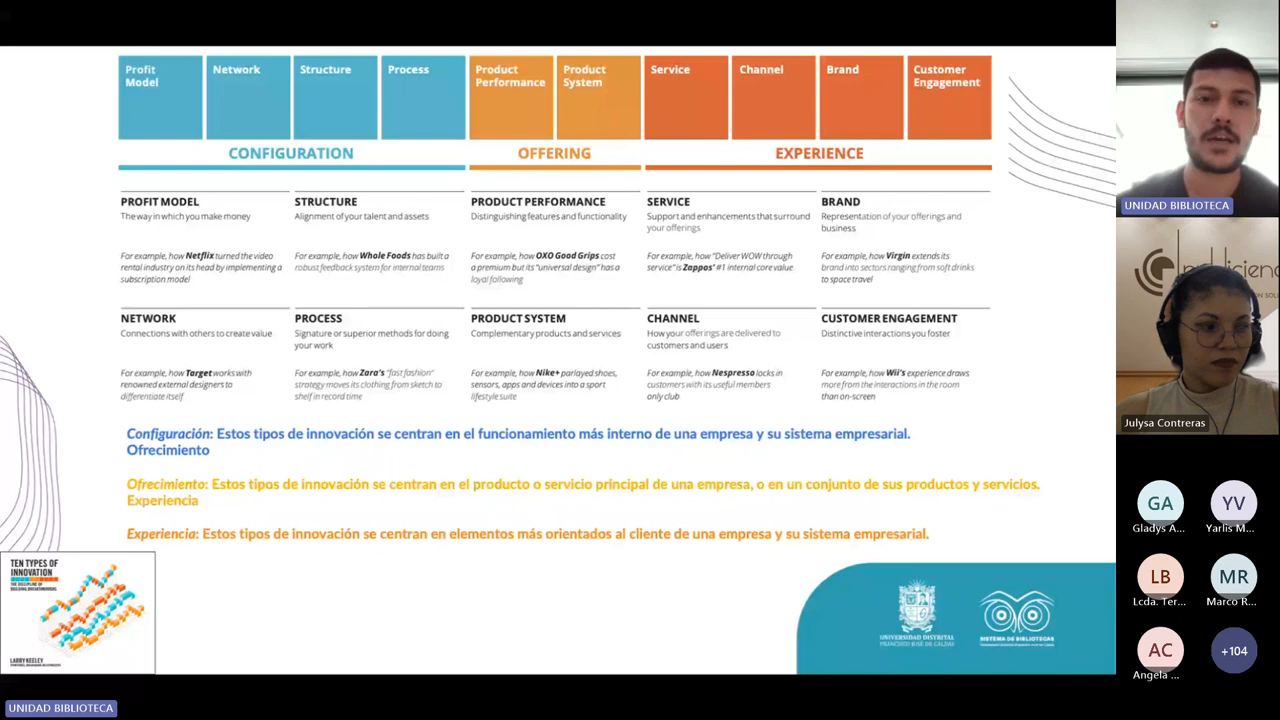 Profit
Model
Network
Structure
Process
Product
Performance
Product
System
Service
Channel
Brand
Customer
Engagement
CONFIGURATION
OFFERING
EXPERIENCE
PROFIT MODEL
The way in which you make money
For example, how Netflix turned the video
rental industry on its head by implementing a
subscription model
STRUCTURE
Alignment of your talent and assets
For example, how Whole Foods has built a
robust feedback system for internal teams
PRODUCT PERFORMANCE
Distinguishing features and functionality
For example, how OXO Good Grips cost
a premium but its "universal design" has a
loyal following
SERVICE
Support and enhancements that surround
your offerings
For example, how "Deliver WOW through
service" is Zappos' #1 internal core value
BRAND
Representation of your offerings and
business
For example, how Virgin extends its
brand into sectors ranging from soft drinks
to space travel
NETWORK
Connections with others to create value
For example, how Target works with
renowned external designers to
differentiate itself
PROCESS
Signature or superior methods for doing
your work
For example, how Zara's "fast fashion"
strategy moves its clothing from sketch to
shelf in record time
PRODUCT SYSTEM
Complementary products and services
For example, how Nike+ parlayed shoes,
sensors, apps and devices into a sport
lifestyle suite
CHANNEL
How your offerings are delivered to
customers and users
For example, how Nespresso locks in
customers with its useful members
only club
CUSTOMER ENGAGEMENT
Distinctive interactions you foster
For example, how Wii's experience draws
more from the interactions in the room
than on-screen
Configuración: Estos tipos de innovación se centran en el funcionamiento más interno de una empresa y su sistema empresarial.
Ofrecimiento
Ofrecimiento: Estos tipos de innovación se centran en el producto o servicio principal de una empresa, o en un conjunto de sus productos y servicios.
Experiencia
Experiencia: Estos tipos de innovación se centran en elementos más orientados al cliente de una empresa y su sistema empresarial.
TEN TYPES OF
INNOVATION
THE DISCIPLINE OF
BUILDING BREAKTHROUGHS
LARRY KEELEY
UNIVERSIDAD DISTRITAL
FRANCISCO JOSÉ DE CALDAS
SISTEMA DE BIBLIOTECAS
UNIDAD BIBLIOTECA
UNIDAD BIBLIOTECA
Julysa Contreras
GA
Gladys A...
YV
Yarlis M...
LB
Lcda. Ter...
MR
Marco R...
AC
Angela ...
+104